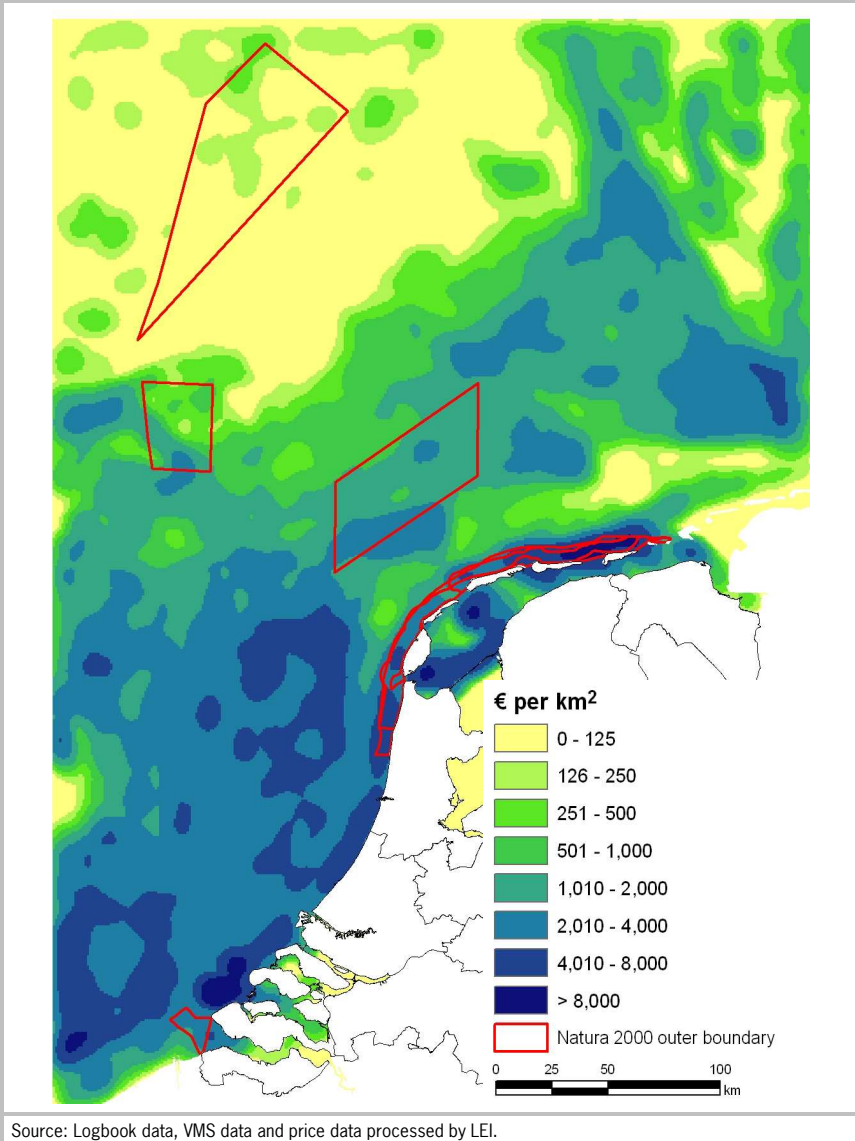 € per km2
0 - 125
126 - 250
251 - 500
501 - 1,000
1,010 - 2,000
2,010 - 4,000
4,010 - 8,000
> 8,000
Natura 2000 outer boundary
0 25 50 100
km
Source: Logbook data, VMS data and price data processed by LEI.